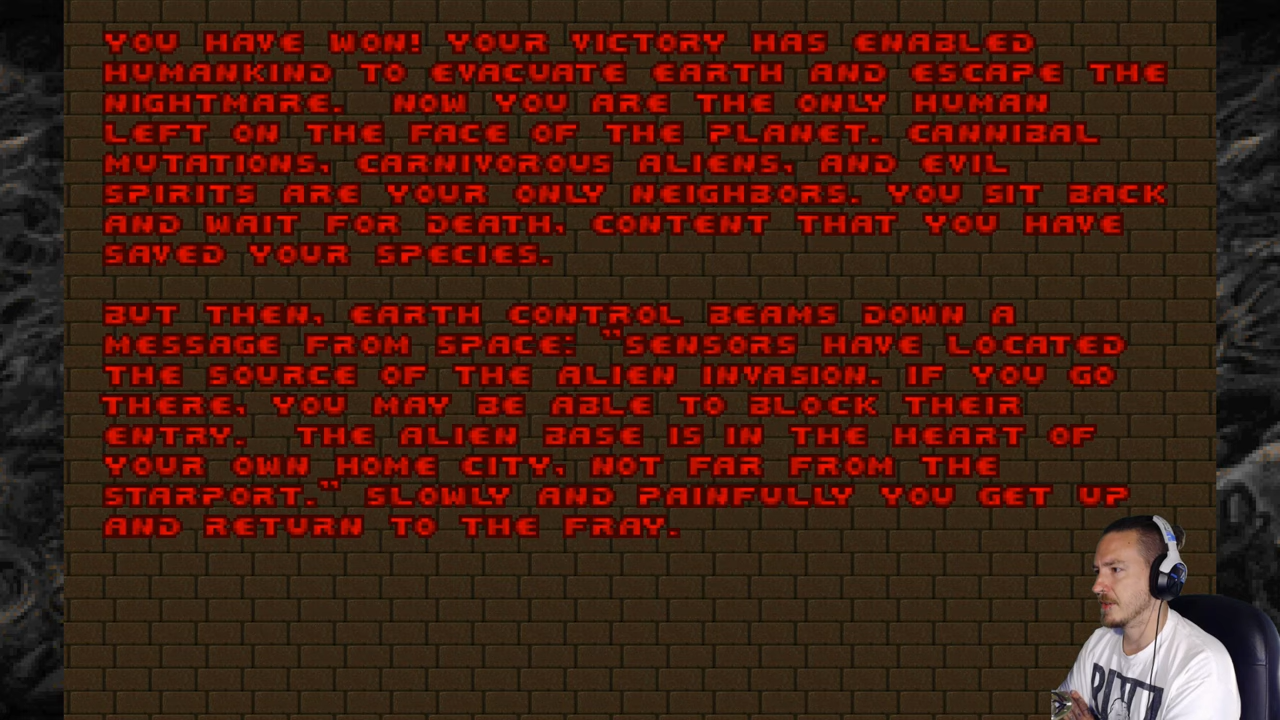 YOU HAVE WON! YOUR VICTORY HAS ENABLED
HUMANKIND TO EVACUATE EARTH AND ESCAPE THE
NIGHTMARE.  NOW YOU ARE THE ONLY HUMAN
LEFT ON THE FACE OF THE PLANET. CANNIBAL
MUTATIONS, CARNIVOROUS ALIENS, AND EVIL
SPIRITS ARE YOUR ONLY NEIGHBORS. YOU SIT BACK
AND WAIT FOR DEATH, CONTENT THAT YOU HAVE
SAVED YOUR SPECIES.

BUT THEN, EARTH CONTROL BEAMS DOWN A
MESSAGE FROM SPACE: "SENSORS HAVE LOCATED
THE SOURCE OF THE ALIEN INVASION. IF YOU GO
THERE, YOU MAY BE ABLE TO BLOCK THEIR
ENTRY.  THE ALIEN BASE IS IN THE HEART OF
YOUR OWN HOME CITY, NOT FAR FROM THE
STARPORT." SLOWLY AND PAINFULLY YOU GET UP
AND RETURN TO THE FRAY.